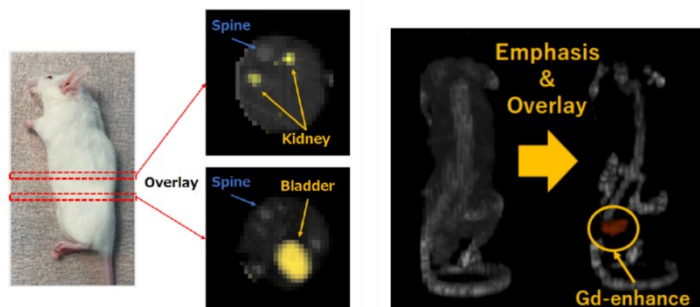 Spine
Kidney
Overlay
Spine
Bladder
Emphasis
&
Overlay
Gd-enhance